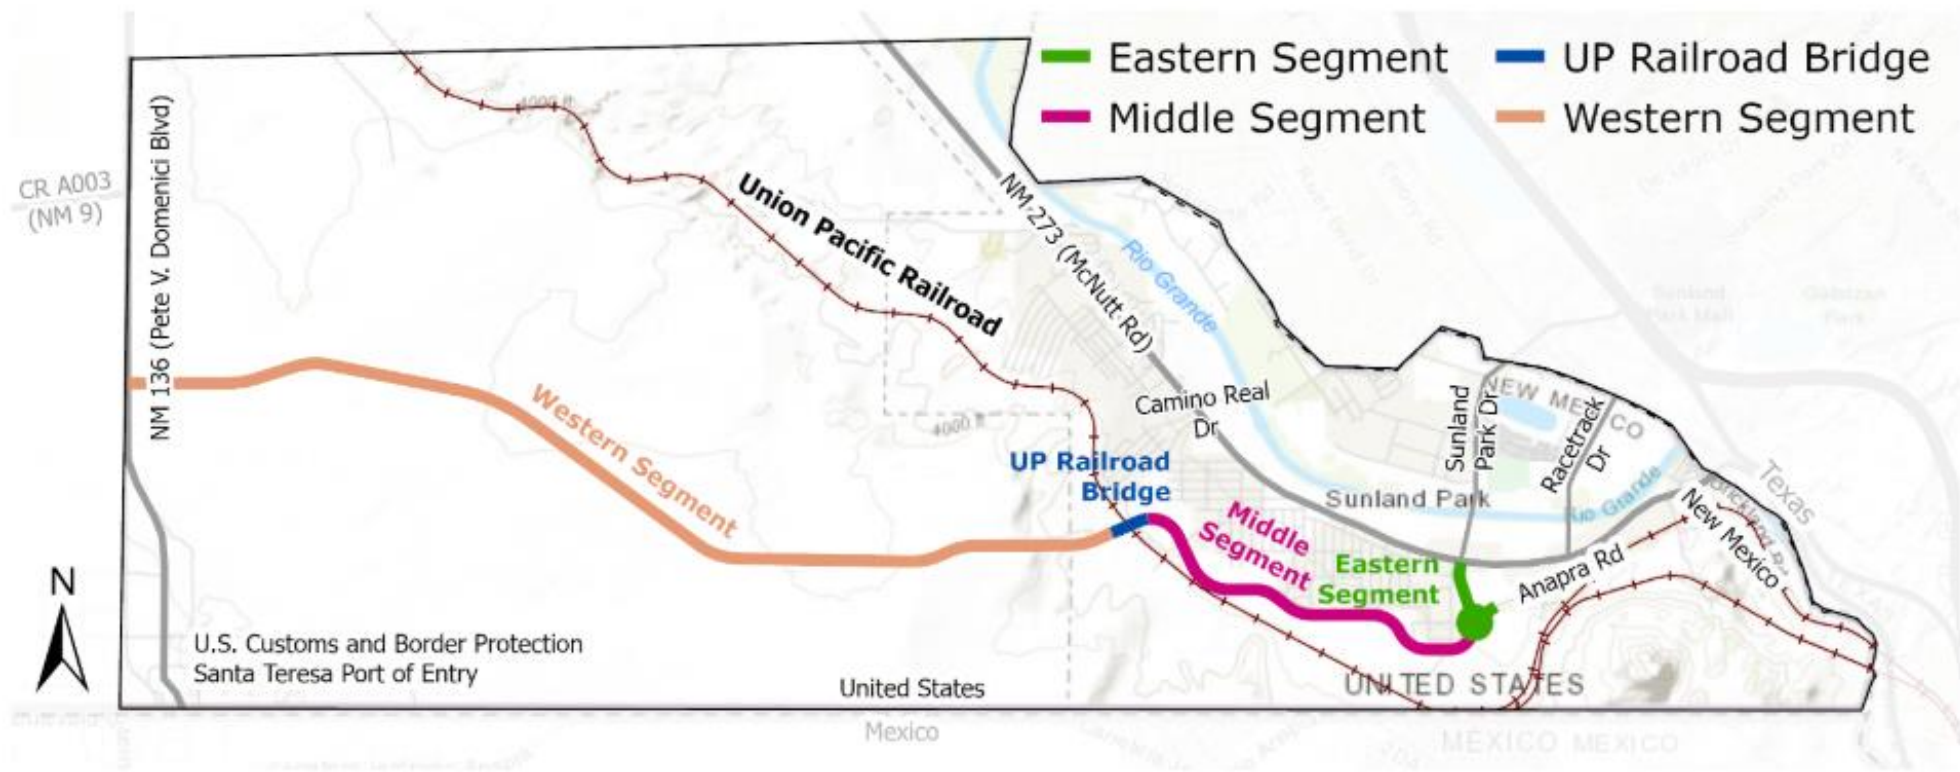 Eastern Segment
UP Railroad Bridge
Middle Segment
Western Segment
CR A003
(NM 9)
NM 136 (Pete V. Domenici Blvd)
4000 ft
Union Pacific Railroad
NM-273 (McNutt Rd)
Rio Grande
Sunland
Park Mall
Camino Real
Dr
4000 ft
Sunland
Park Dr
NEW MEXICO
Racetrack
Dr
Western Segment
UP Railroad
Bridge
Sunland Park
Rio Grande
Texas
New Mexico
Middle
Segment
Eastern
Segment
Anapra Rd
N
U.S. Customs and Border Protection
Santa Teresa Port of Entry
United States
Mexico
UNITED STATES
MEXICO MEXICO